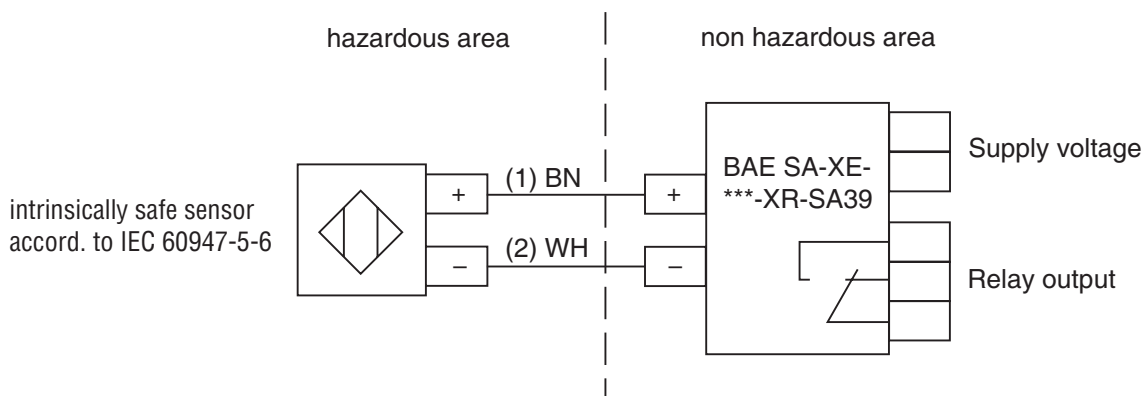 hazardous area
non hazardous area
intrinsically safe sensor
accord. to IEC 60947-5-6
+
(1) BN
+
–
(2) WH
–
BAE SA-XE-
***-XR-SA39
Supply voltage
Relay output